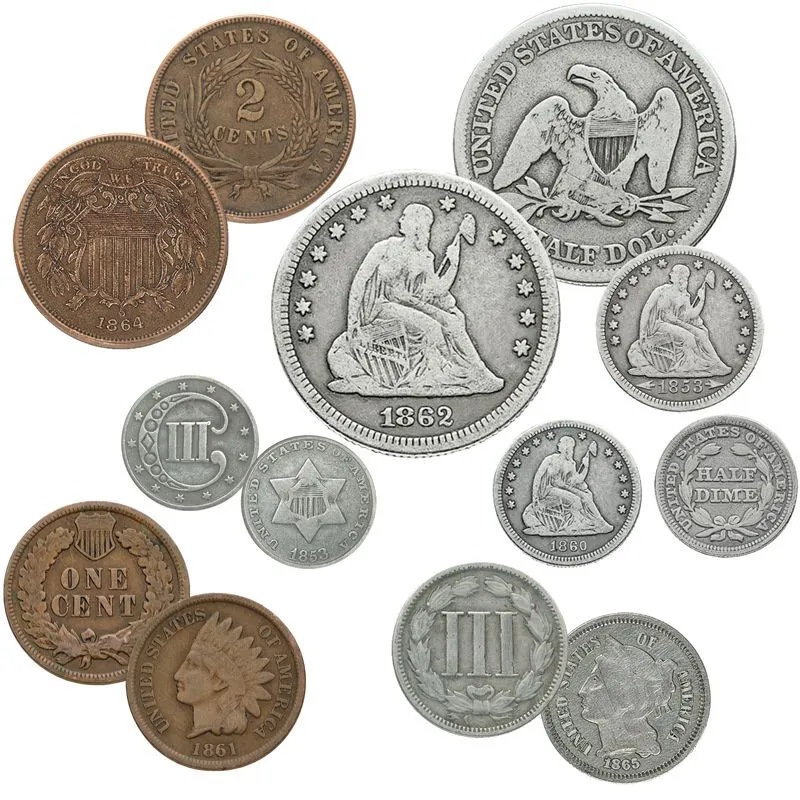 UNITED STATES OF AMERICA
2
CENTS
IN GOD WE TRUST
1864
UNITED STATES OF AMERICA
HALF DOL.
1862
1853
III
UNITED STATES OF AMERICA
1853
1860
UNITED STATES OF AMERICA
HALF
DIME
ONE
CENT
UNITED STATES OF AMERICA
1861
III
UNITED STATES OF AMERICA
1865